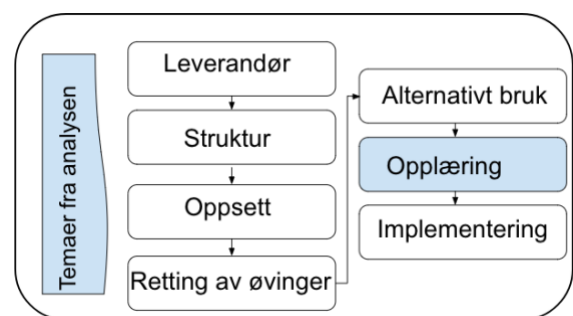 Temaer fra analysen
Leverandør
Struktur
Oppsett
Retting av øvinger
Alternativt bruk
Opplæring
Implementering